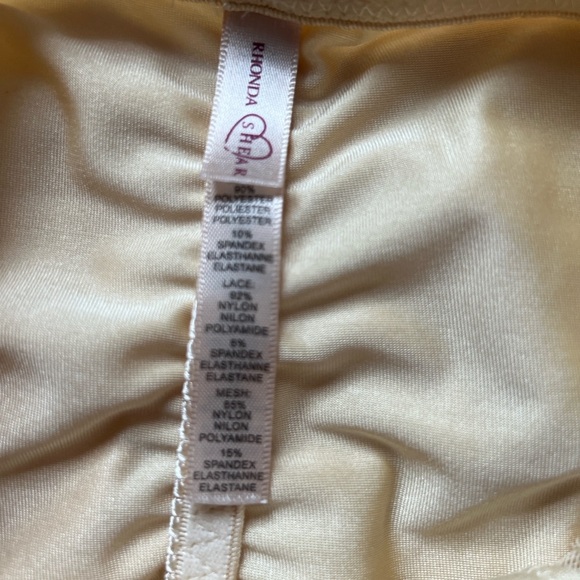 RHONDA
SHEAR
90%
POLYESTER
POLIESTER
POLYESTER
10%
SPANDEX
ELASTHANNE
ELASTANE
LACE:
92%
NYLON
NILON
POLYAMIDE
8%
SPANDEX
ELASTHANNE
ELASTANE
MESH:
85%
NYLON
NILON
POLYAMIDE
15%
SPANDEX
ELASTHANNE
ELASTANE